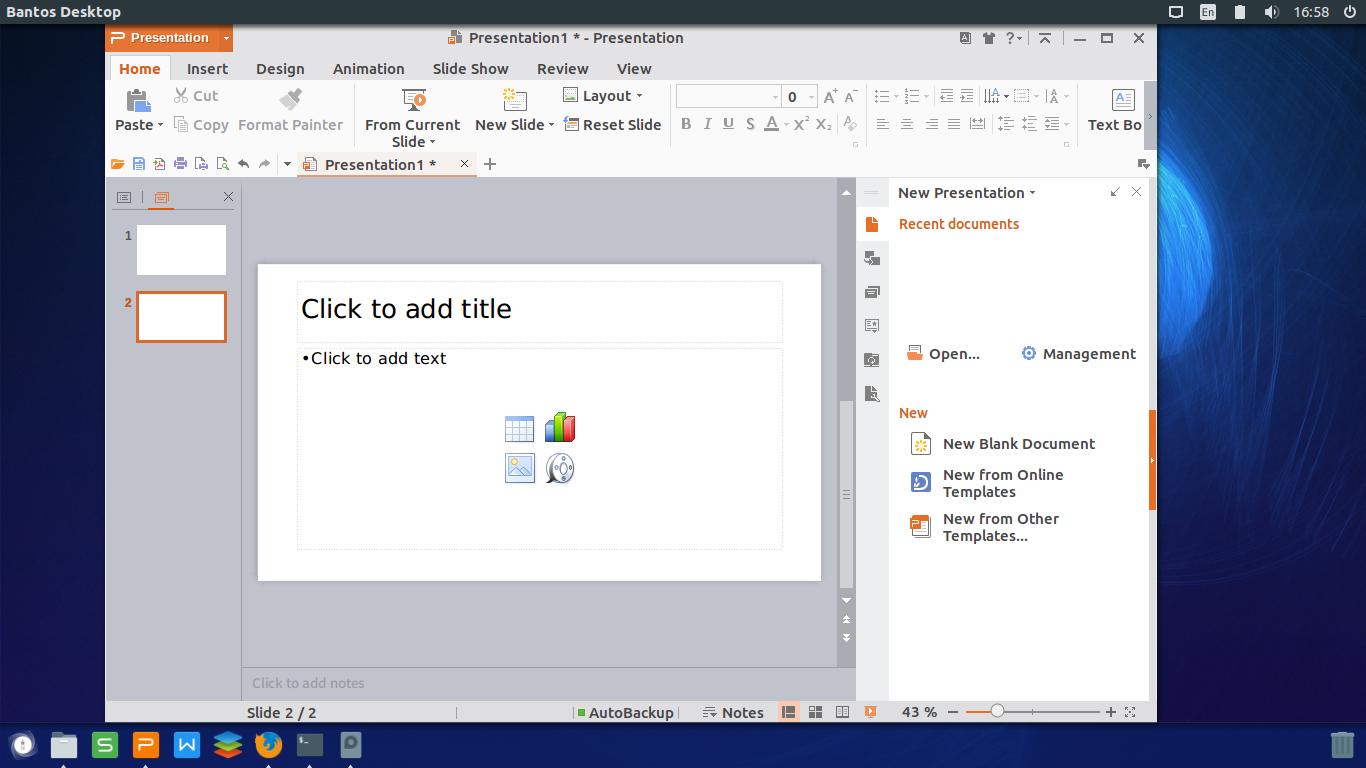 Bantos Desktop
En
16:58
Presentation
Presentation1 * - Presentation
?
Home Insert Design Animation Slide Show Review View
Paste
Cut
Copy
Format Painter
From Current
Slide
New Slide
Layout
Reset Slide
0
A+ A-
B I U S A X² X₂
Text Bo
Presentation1 *
1
2
Click to add title
•Click to add text
Click to add notes
New Presentation
Recent documents
Open...
Management
New
New Blank Document
New from Online
Templates
New from Other
Templates...
Slide 2 / 2
AutoBackup
Notes
43 %
S P W